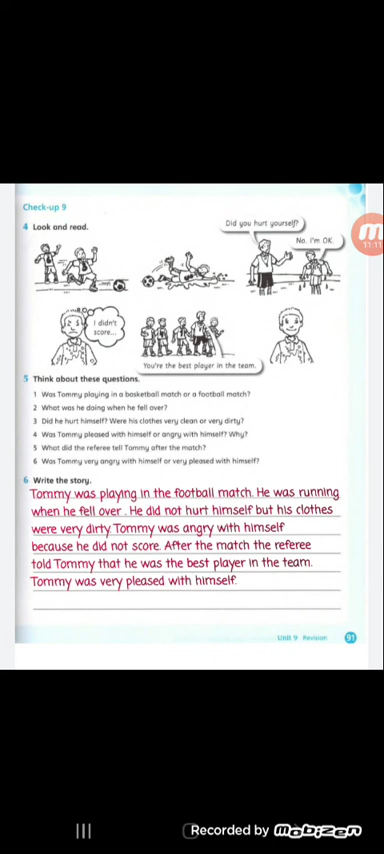 Check-up 9
4 Look and read.
Did you hurt yourself?
No. I'm OK.
11:11
I didn't
score...
You're the best player in the team.
5 Think about these questions.
1 Was Tommy playing in a basketball match or a football match?
2 What was he doing when he fell over?
3 Did he hurt himself? Were his clothes very clean or very dirty?
4 Was Tommy pleased with himself or angry with himself? Why?
5 What did the referee tell Tommy after the match?
6 Was Tommy very angry with himself or very pleased with himself?
6 Write the story.
Tommy was playing in the football match. He was running
when he fell over. He did not hurt himself but his clothes
were very dirty. Tommy was angry with himself
because he did not score. After the match the referee
told Tommy that he was the best player in the team.
Tommy was very pleased with himself.
Unit 9 Revision 91
Recorded by Mobizen